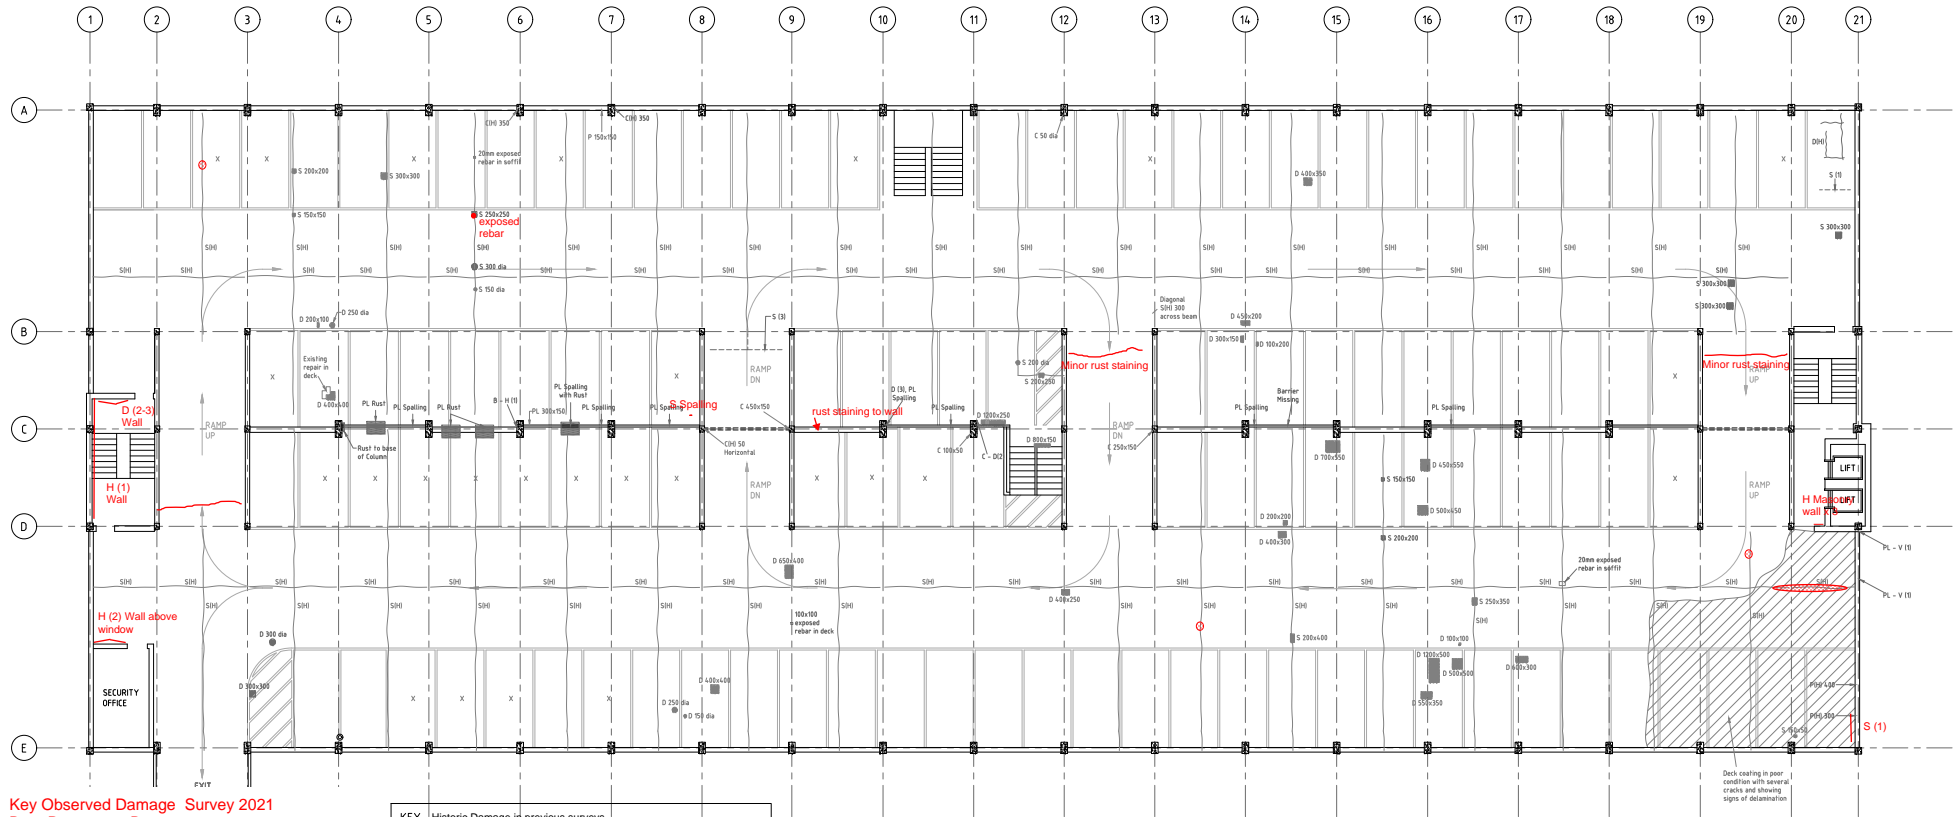 1 2 3 4 5 6 7 8 9 10 11 12 13 14 15 16 17 18 19 20 21
A
C(H) 350
C(H) 350
P 150x150
C 50 dia
D(H)
20mm exposed
rebar in soffit
x x x x x x x x
S 200x200
S 300x300
D 400x350
S (1)
S 150x150
S 250x250
exposed
rebar
S 300x300
S(H) S(H) S(H) S(H) S(H) S(H) S(H) S(H) S(H) S(H) S(H) S(H) S(H) S(H) S(H) S(H)
S 300 dia
S(H) S(H) S(H) S(H) S(H) S(H) S(H) S(H) S(H) S(H) S(H) S(H) S(H) S(H) S(H) S(H) S(H) S(H)
S 150 dia
S 300x300
S 300x300
Diagonal
S(H) 300
across beam
D 200x100
D 250 dia
S (3)
D 450x200
B
D 300x150
D 100x200
Existing
repair in
deck
S 200 dia
S 200x250
Minor rust staining
Minor rust staining
RAMP
DN
RAMP
UP
x x x x
D (2-3)
Wall
D 400x400
PL Rust
PL Spalling
PL Rust
B - H (1)
PL Spalling
with Rust
PL 300x150
PL Spalling
PL Spalling
S Spalling
C 450x150
rust staining to wall
D (3), PL
Spalling
PL Spalling
D 1200x250
PL Spalling
Barrier
Missing
PL Spalling
C
RAMP
UP
Rust to base
of Column
C(H) 50
Horizontal
C 100x50
C - D(2
D 800x150
RAMP
DN
C 250x150
D 700x550
D 450x550
S 150x150
LIFT
LIFT
H (1)
Wall
x x x x x x x x x x
RAMP
DN
RAMP
UP
H Masonry
wall x 3
D
D 200x200
D 500x450
D 400x300
S 200x200
PL - V (1)
20mm exposed
rebar in soffit
D 650x400
S(H) S(H) S(H) S(H) S(H) S(H) S(H) S(H) S(H) S(H) S(H) S(H) S(H) S(H) S(H) S(H) S(H)
D 400x250
PL - V (1)
S 250x350
S(H) S(H) S(H) S(H) S(H) S(H) S(H) S(H) S(H) S(H) S(H) S(H) S(H) S(H) S(H)
H (2) Wall above
window
100x100
exposed
rebar in deck
D 300 dia
S 200x400
D 100x100
D 1200x500
D 500x500
D 600x300
D 300x300
D 400x400
D 550x350
SECURITY
OFFICE
x x x x
D 250 dia
D 150 dia
P(H) 400
P(H) 300
S (1)
S 150x50
E
EXIT
Deck coating in poor
condition with several
cracks and showing
signs of delamination
Key Observed Damage Survey 2021
KEY Historic Damage in previous surveys